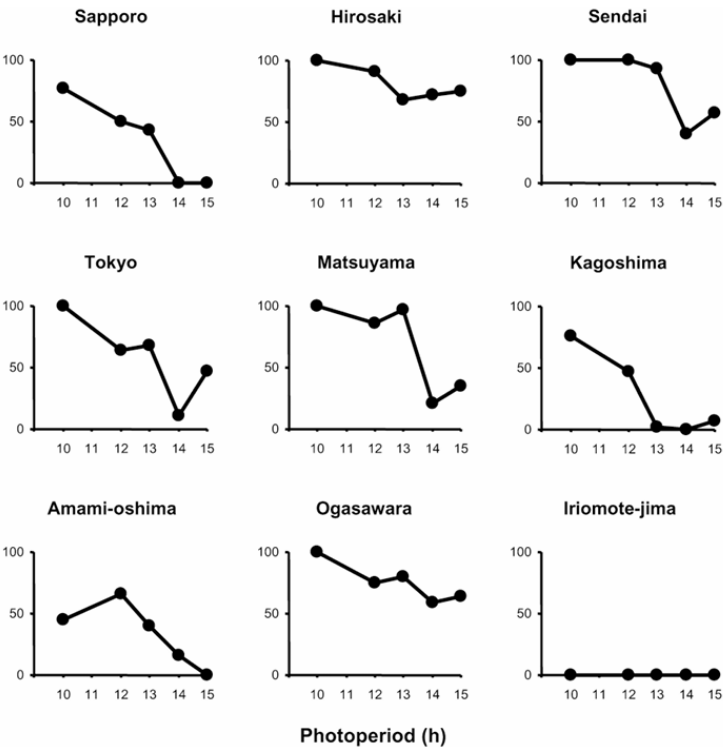 Sapporo Hirosaki Sendai
100 100 100
50 50 50
0 0 0
10 11 12 13 14 15 10 11 12 13 14 15 10 11 12 13 14 15
Tokyo Matsuyama Kagoshima
100 100 100
50 50 50
0 0 0
10 11 12 13 14 15 10 11 12 13 14 15 10 11 12 13 14 15
Amami-oshima Ogasawara Iriomote-jima
100 100 100
50 50 50
0 0 0
10 11 12 13 14 15 10 11 12 13 14 15 10 11 12 13 14 15
Photoperiod (h)